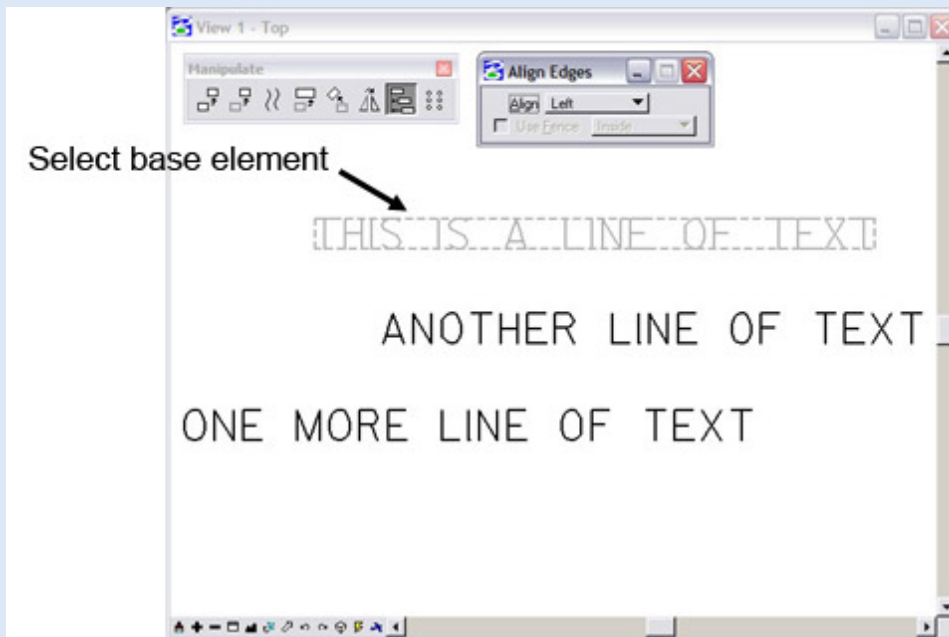 View 1 - Top
Manipulate
Align Edges
Align Left
Use Fence Inside
Select base element
THIS IS A LINE OF TEXT
ANOTHER LINE OF TEXT
ONE MORE LINE OF TEXT